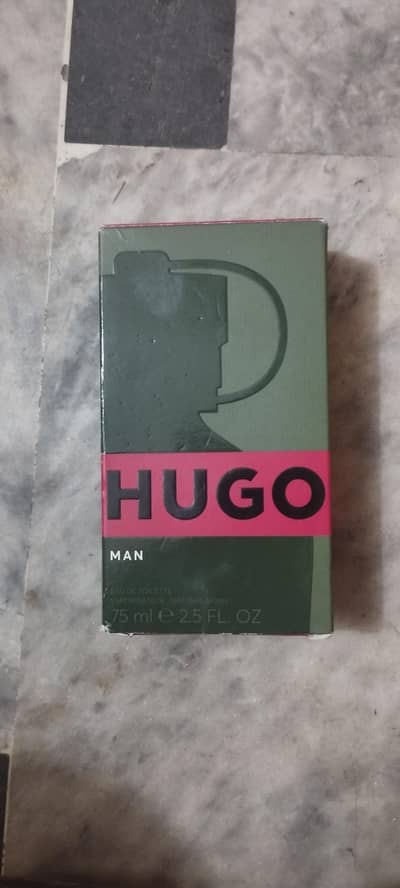 HUGO
MAN
EAU DE TOILETTE
75 ml ℮ 2.5 FL. OZ